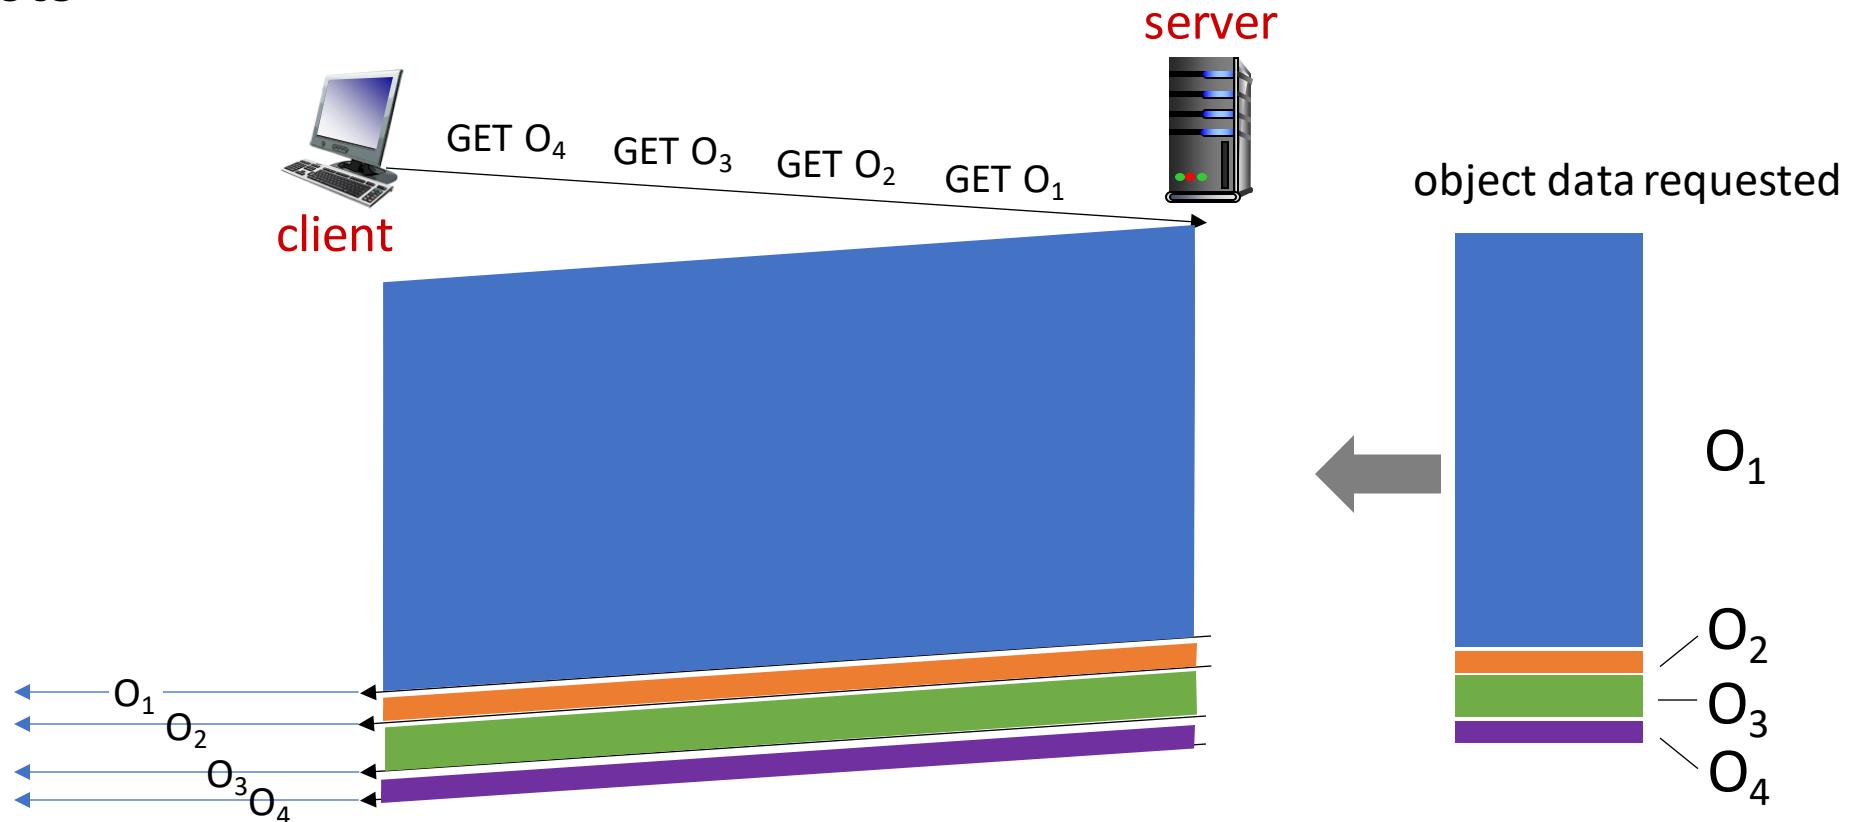 server
GET O₄
GET O₃
GET O₂
GET O₁
object data requested
client
O₁
O₂
O₃
O₄
O₁
O₂
O₃
O₄